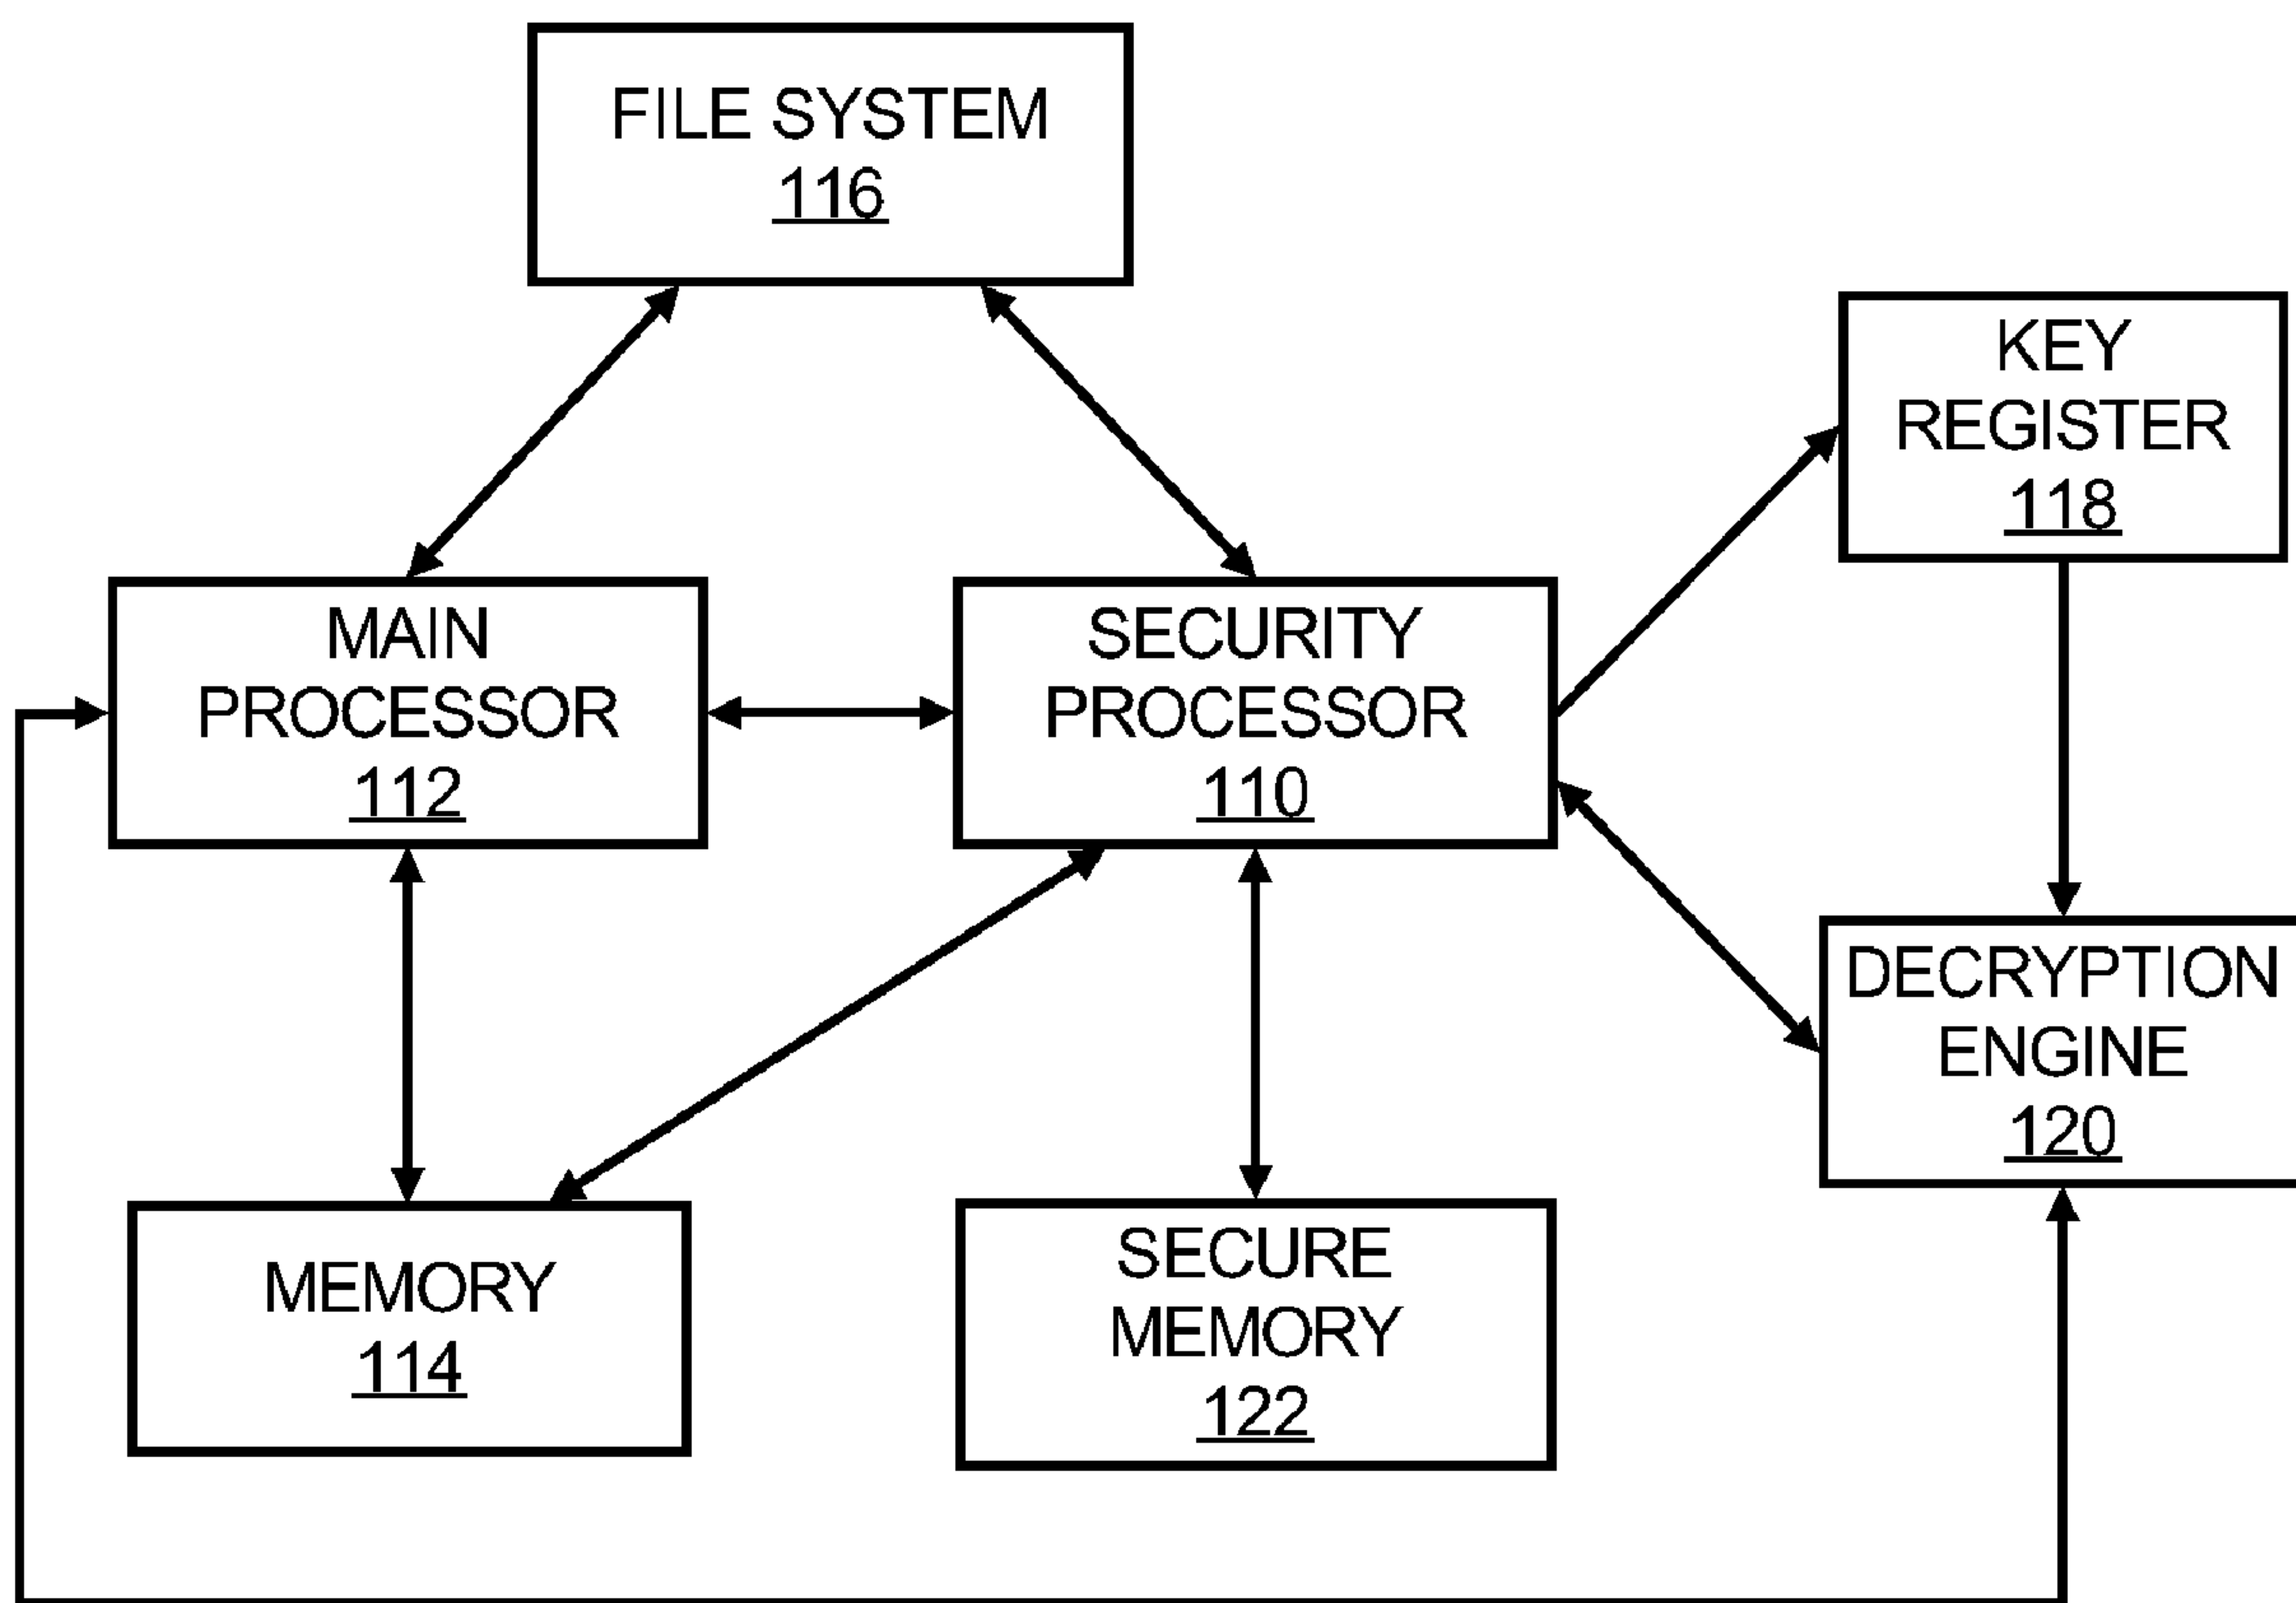 FILE SYSTEM
116
KEY
REGISTER
118
MAIN
PROCESSOR
112
SECURITY
PROCESSOR
110
DECRYPTION
ENGINE
120
MEMORY
114
SECURE
MEMORY
122